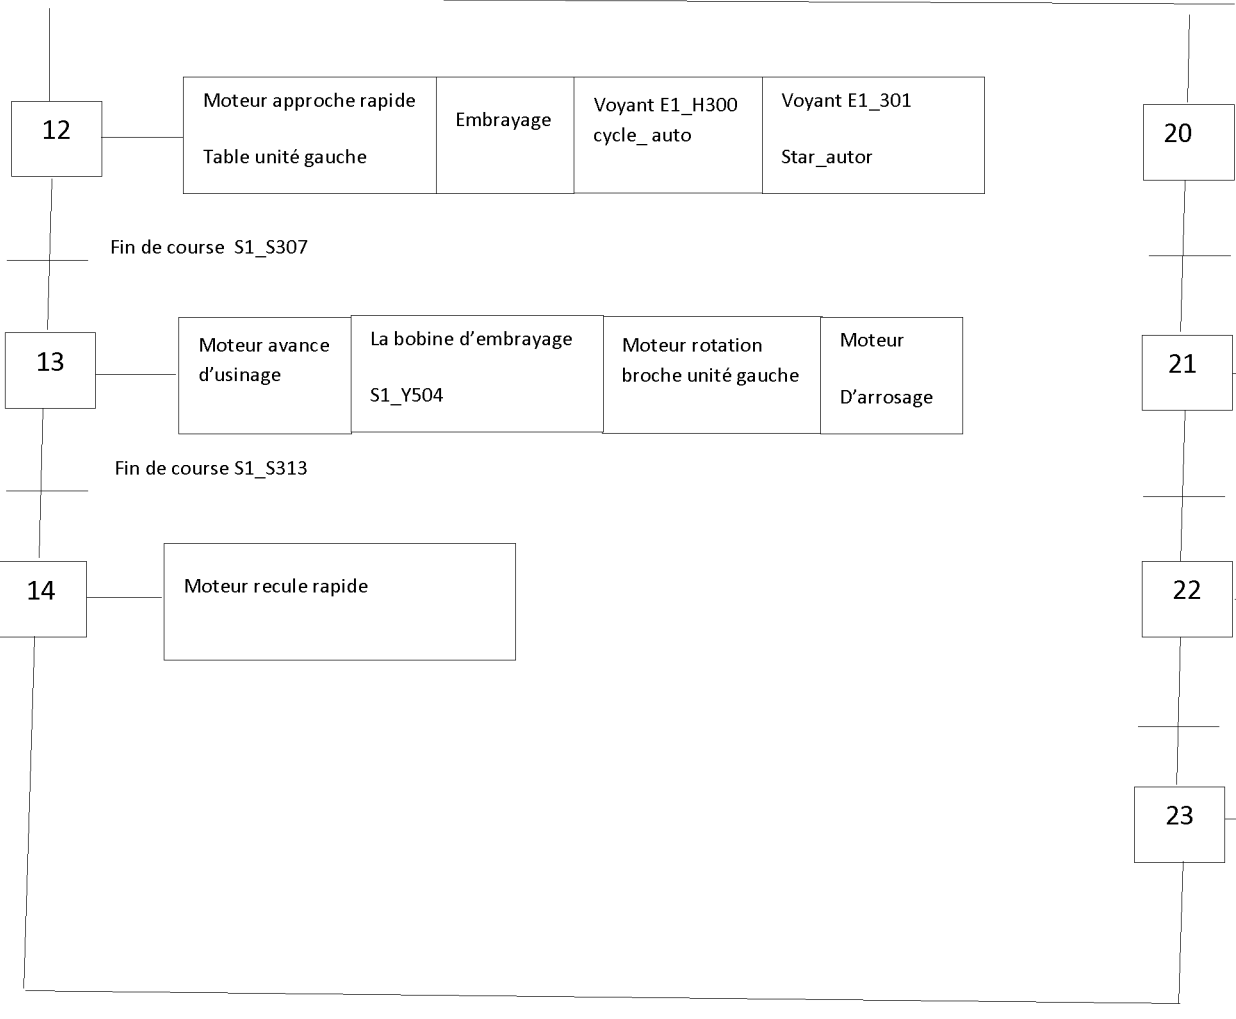 12
Moteur approche rapide
Table unité gauche
Embrayage
Voyant E1_H300
cycle_ auto
Voyant E1_301
Star_autor
20
Fin de course  S1_S307
13
Moteur avance
d’usinage
La bobine d’embrayage
S1_Y504
Moteur rotation
broche unité gauche
Moteur
D’arrosage
21
Fin de course S1_S313
14
Moteur recule rapide
22
23